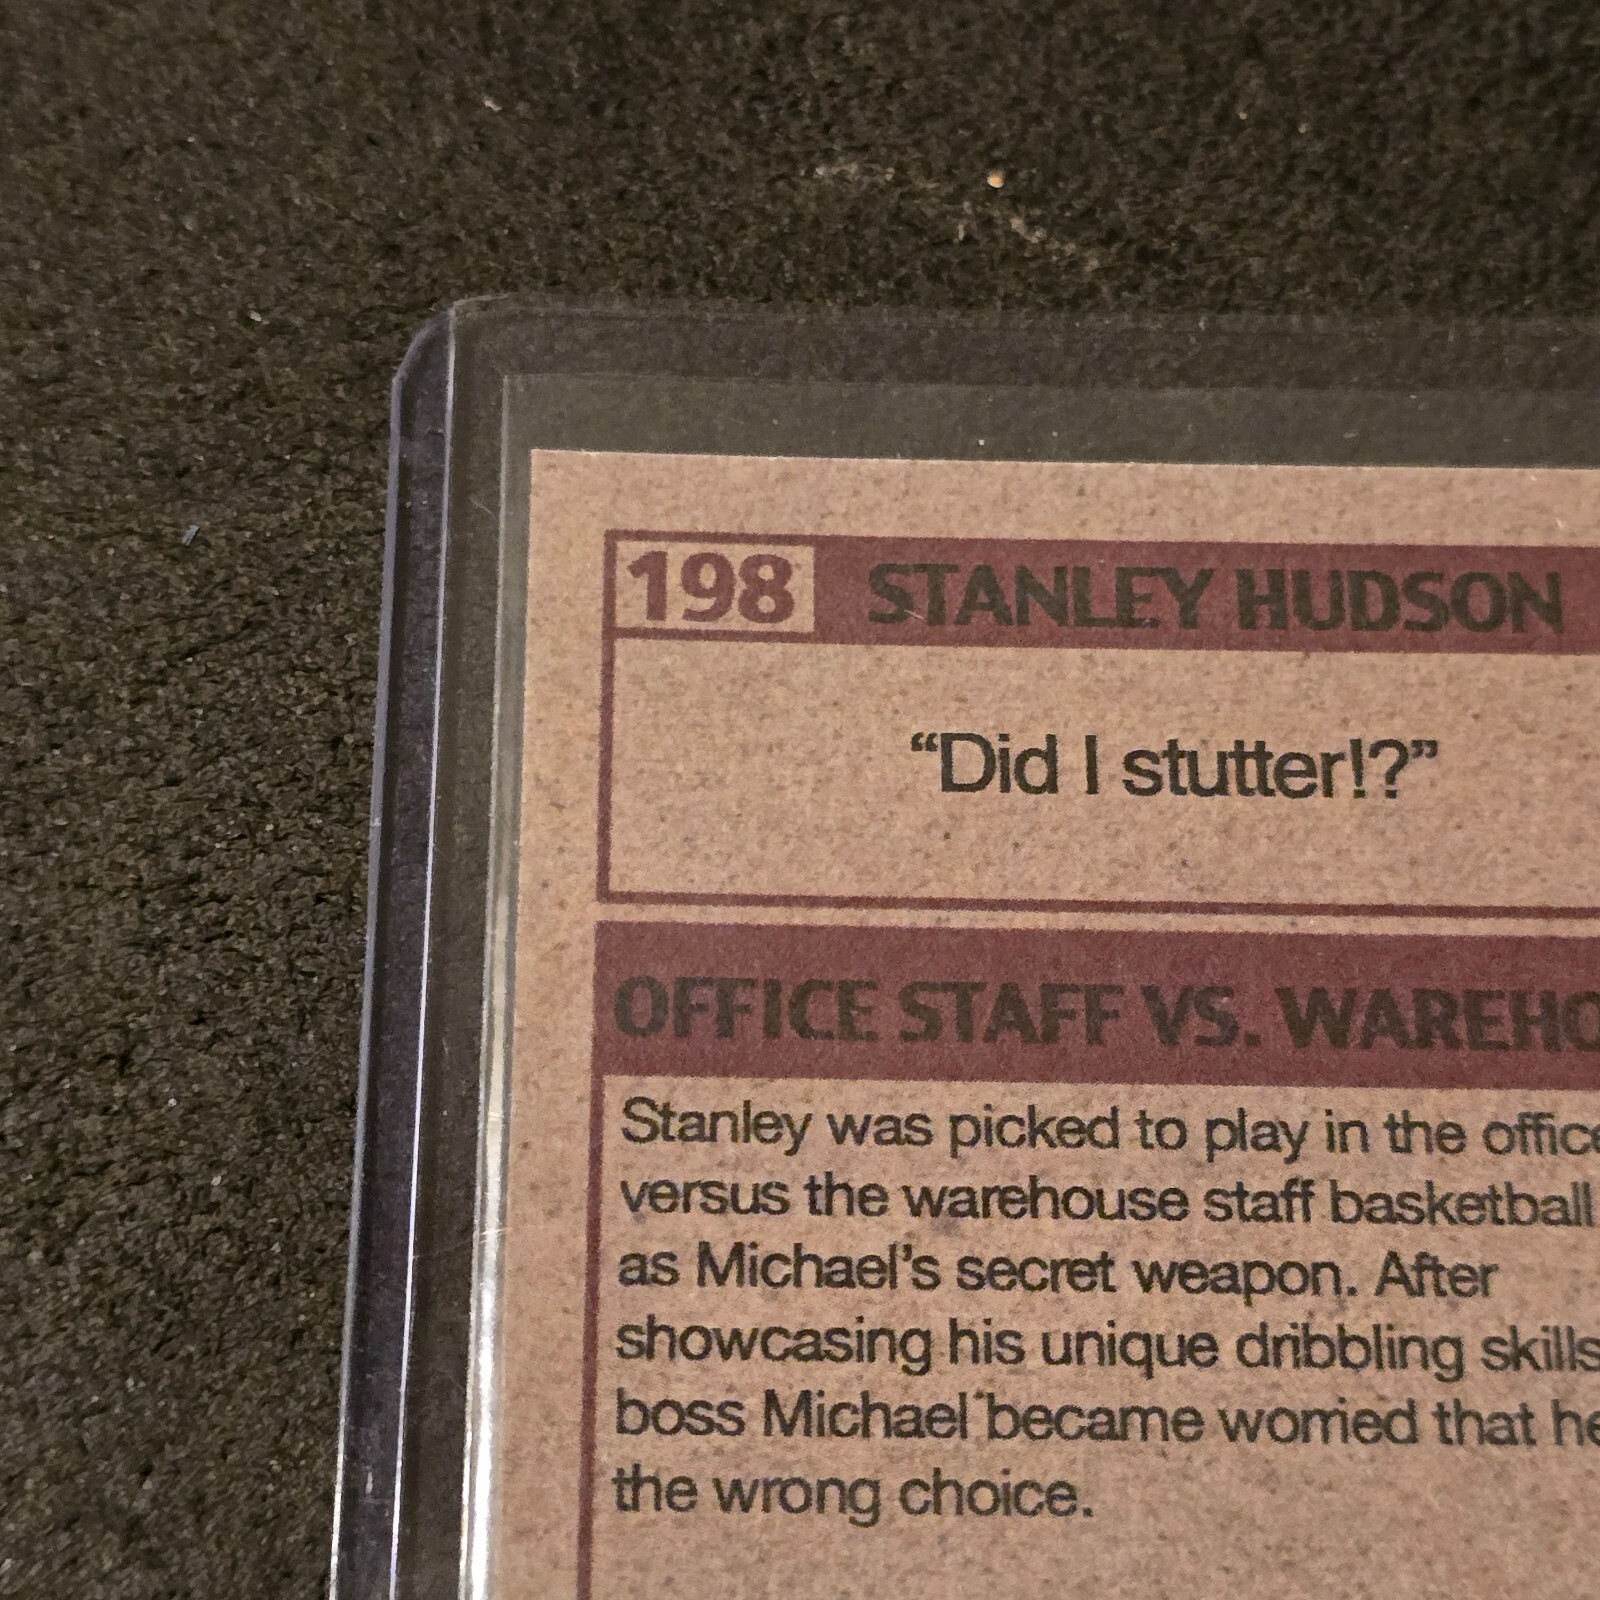 198 STANLEY HUDSON
“Did I stutter!?”
OFFICE STAFF VS. WAREHO
Stanley was picked to play in the office
versus the warehouse staff basketball
as Michael’s secret weapon. After
showcasing his unique dribbling skills
boss Michael became worried that he
the wrong choice.